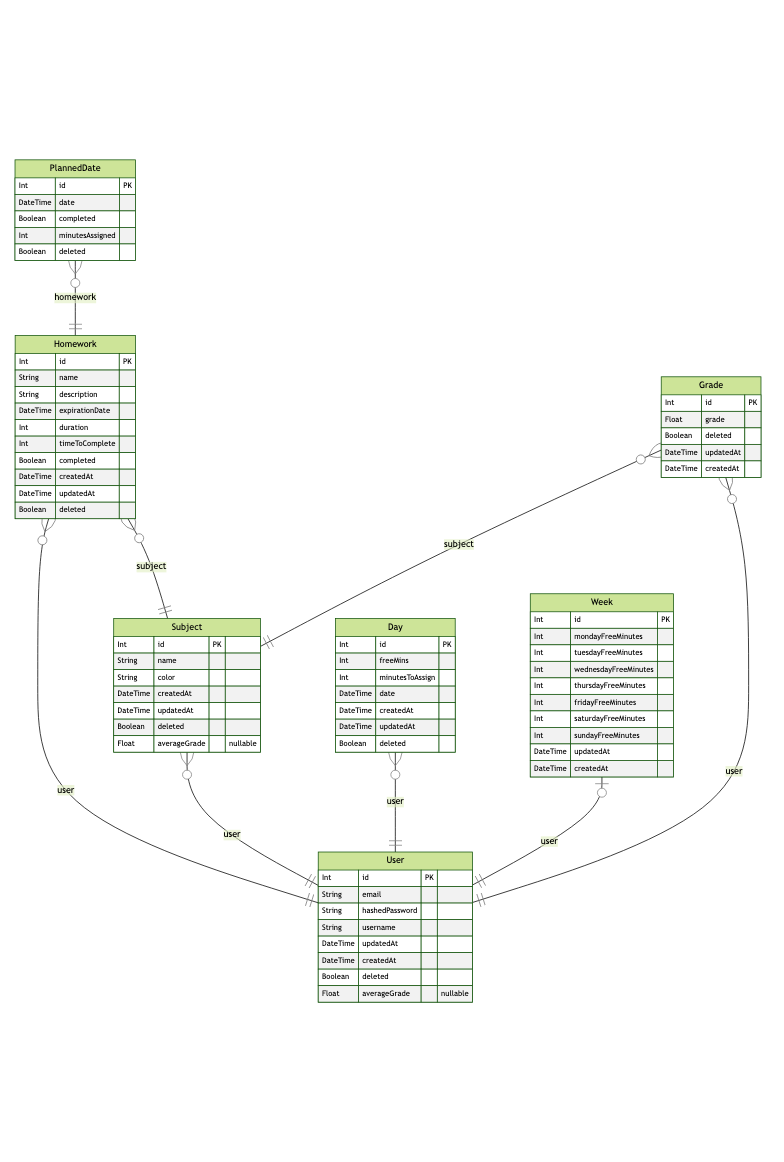 PlannedDate
Int id PK
DateTime date
Boolean completed
Int minutesAssigned
Boolean deleted
homework
Homework
Int id PK
String name
String description
DateTime expirationDate
Int duration
Int timeToComplete
Boolean completed
DateTime createdAt
DateTime updatedAt
Boolean deleted
Grade
Int id PK
Float grade
Boolean deleted
DateTime updatedAt
DateTime createdAt
subject
subject
Subject
Int id PK
String name
String color
DateTime createdAt
DateTime updatedAt
Boolean deleted
Float averageGrade nullable
Day
Int id PK
Int freeMins
Int minutesToAssign
DateTime date
DateTime createdAt
DateTime updatedAt
Boolean deleted
Week
Int id PK
Int mondayFreeMinutes
Int tuesdayFreeMinutes
Int wednesdayFreeMinutes
Int thursdayFreeMinutes
Int fridayFreeMinutes
Int saturdayFreeMinutes
Int sundayFreeMinutes
DateTime updatedAt
DateTime createdAt
user
user
user
user
user
User
Int id PK
String email
String hashedPassword
String username
DateTime updatedAt
DateTime createdAt
Boolean deleted
Float averageGrade nullable